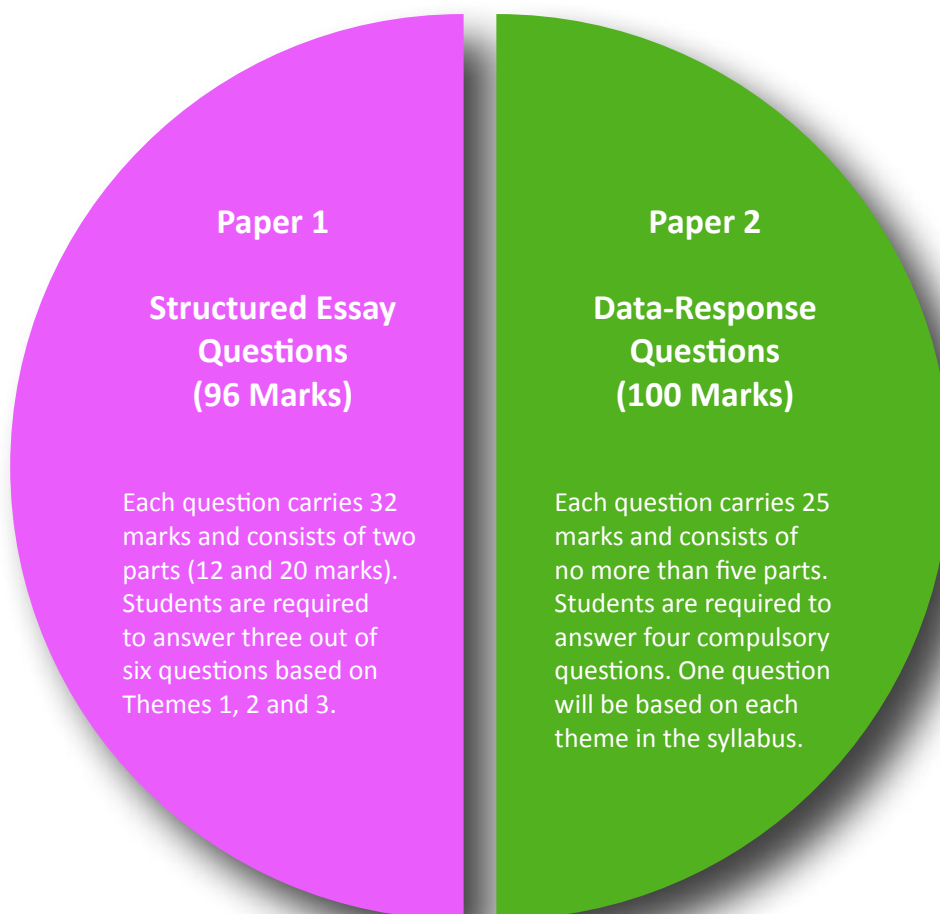 Paper 1
Structured Essay
Questions
(96 Marks)
Each question carries 32
marks and consists of two
parts (12 and 20 marks).
Students are required
to answer three out of
six questions based on
Themes 1, 2 and 3.
Paper 2
Data-Response
Questions
(100 Marks)
Each question carries 25
marks and consists of
no more than five parts.
Students are required to
answer four compulsory
questions. One question
will be based on each
theme in the syllabus.